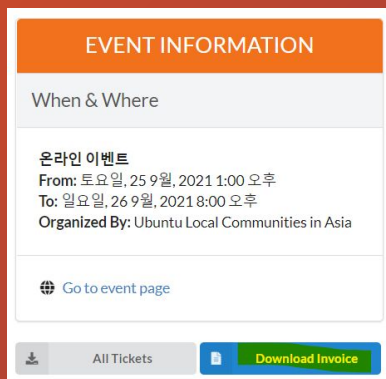 EVENT INFORMATION
When & Where
온라인 이벤트
From: 토요일, 25 9월, 2021 1:00 오후
To: 일요일, 26 9월, 2021 8:00 오후
Organized By: Ubuntu Local Communities in Asia
Go to event page
All Tickets
Download Invoice